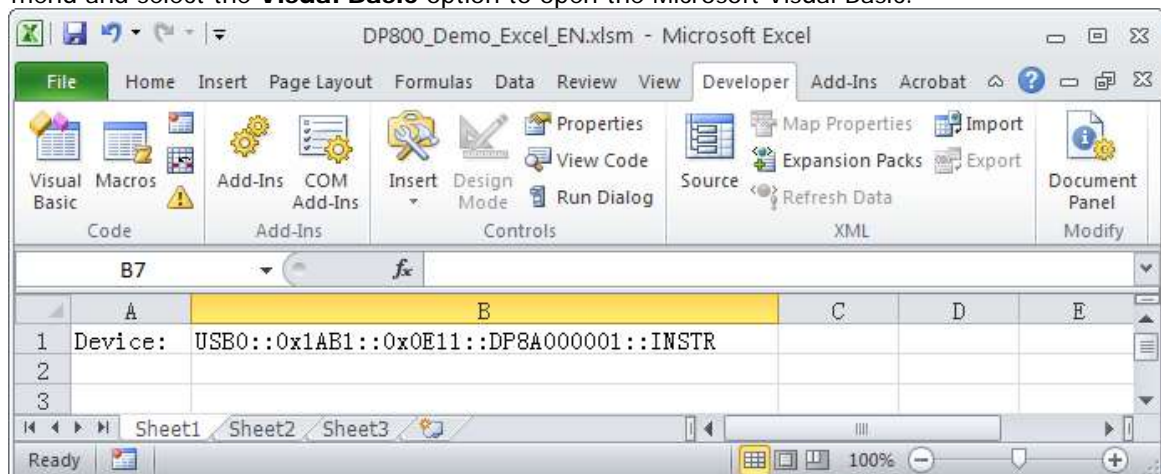 menu and select the Visual Basic option to open the Microsoft Visual Basic.
DP800_Demo_Excel_EN.xlsm - Microsoft Excel
File Home Insert Page Layout Formulas Data Review View Developer Add-Ins Acrobat
Visual Basic
Macros
Code
Add-Ins
COM Add-Ins
Add-Ins
Insert
Design Mode
Properties
View Code
Run Dialog
Controls
Source
Map Properties
Expansion Packs
Refresh Data
Import
Export
XML
Document Panel
Modify
B7 fx
A B C D E
1 Device: USB0::0x1AB1::0x0E11::DP8A000001::INSTR
2
3
Sheet1 Sheet2 Sheet3
Ready 100%